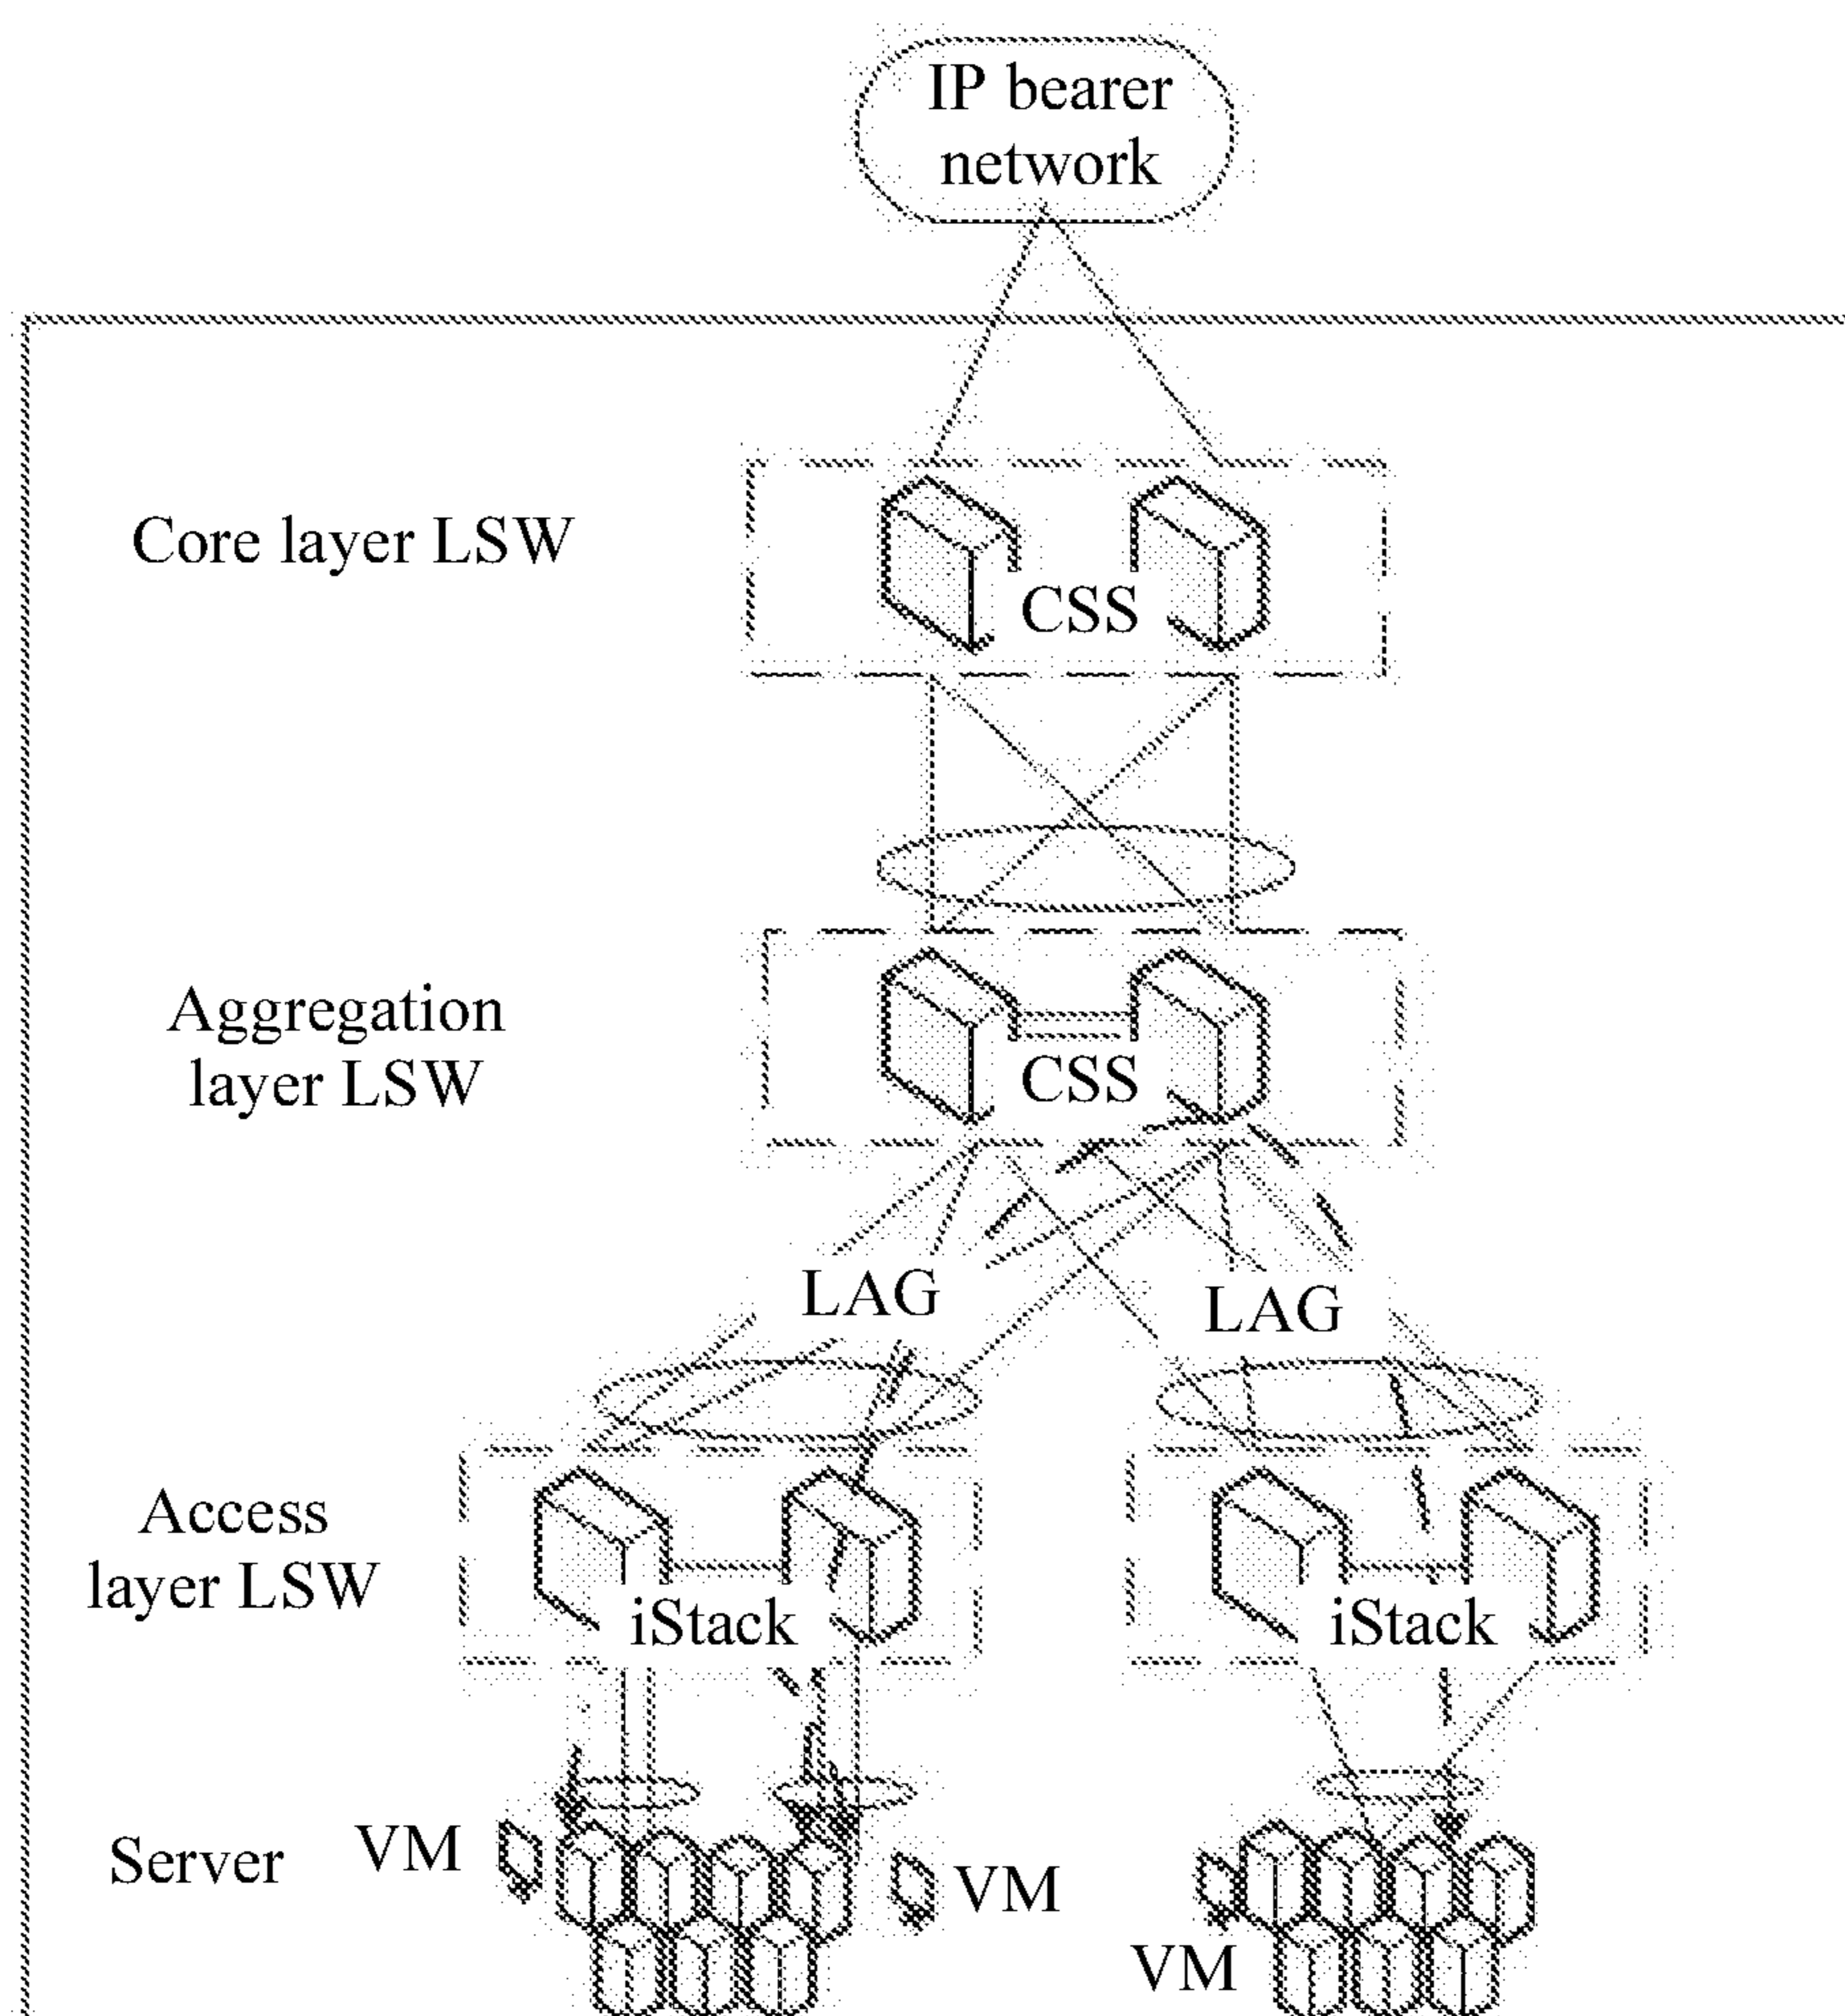 IP bearer
network
Core layer LSW
CSS
Aggregation
layer LSW
CSS
LAG
LAG
Access
layer LSW
iStack
iStack
Server
VM
VM
VM